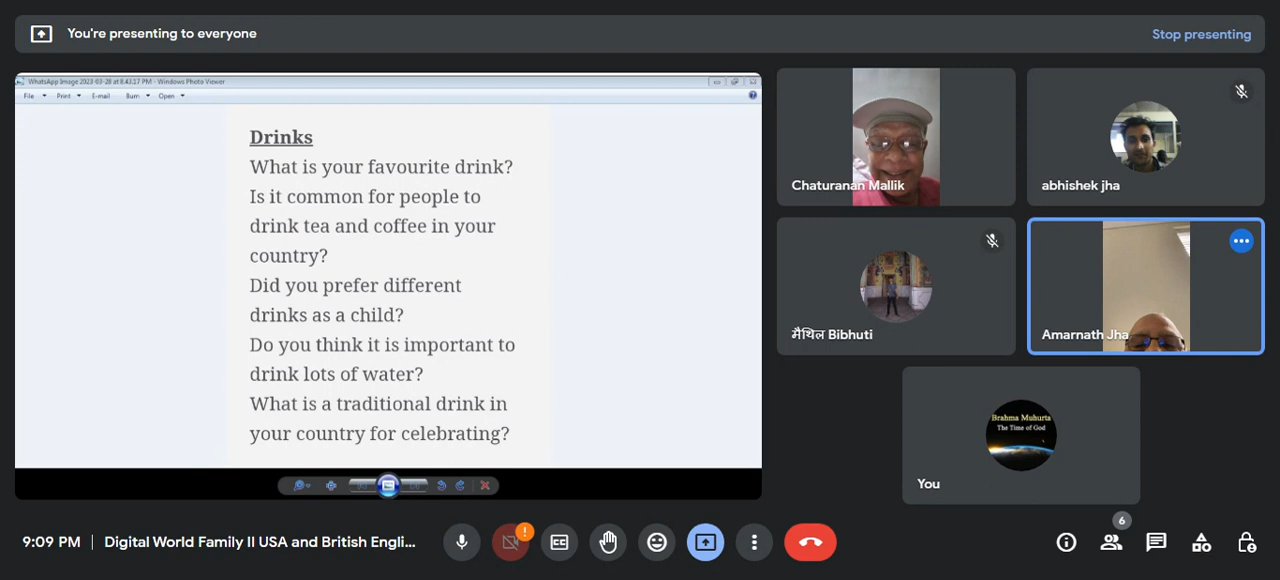 You're presenting to everyone
Stop presenting
WhatsApp Image 2023-03-28 at 8.43.17 PM - Windows Photo Viewer
File Print E-mail Burn Open
Drinks
What is your favourite drink?
Is it common for people to
drink tea and coffee in your
country?
Did you prefer different
drinks as a child?
Do you think it is important to
drink lots of water?
What is a traditional drink in
your country for celebrating?
Chaturanan Mallik
abhishek jha
मैथिल Bibhuti
Amarnath Jha
Brahma Muhurta
The Time of God
You
9:09 PM | Digital World Family II USA and British Engli...
6